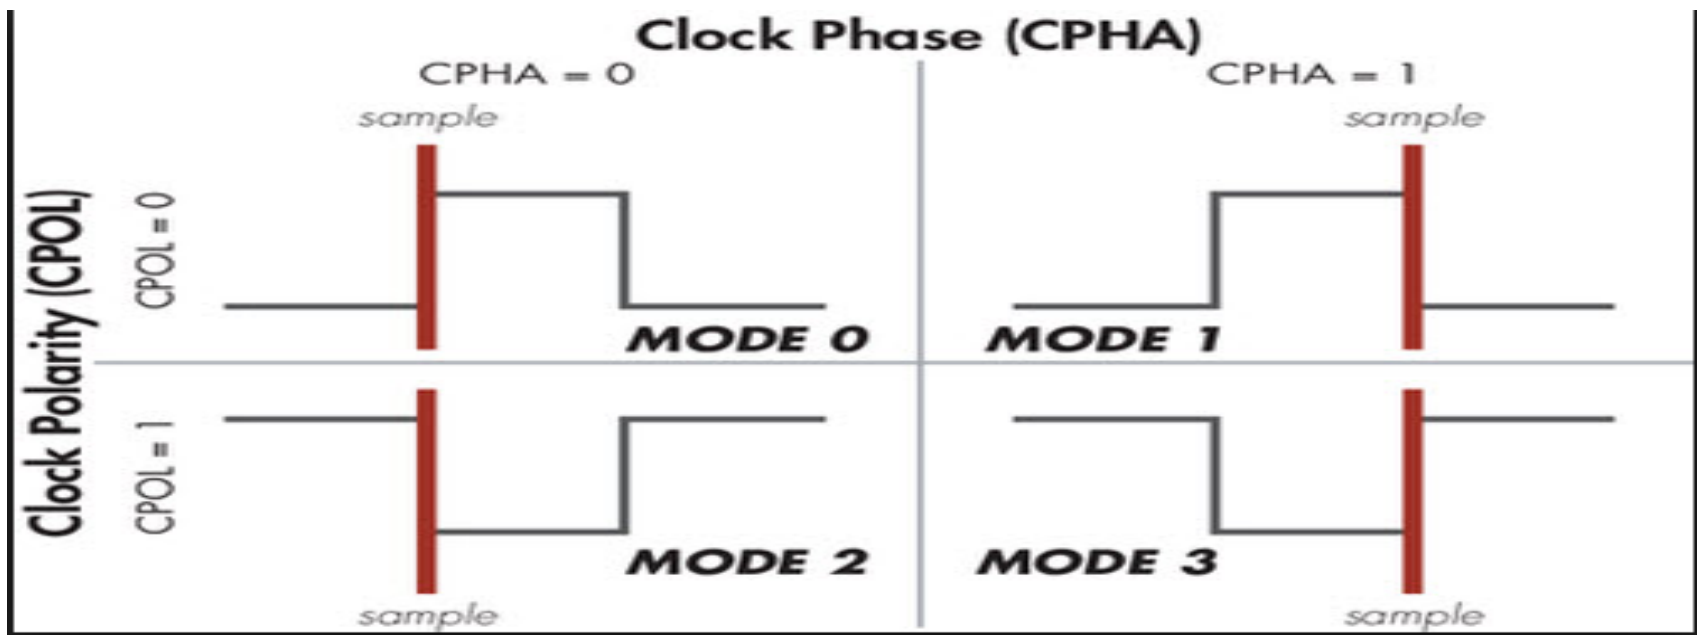 Clock Phase (CPHA)
CPHA = 0
CPHA = 1
sample
sample
Clock Polarity (CPOL)
CPOL = 0
MODE 0
MODE 1
CPOL = 1
MODE 2
MODE 3
sample
sample